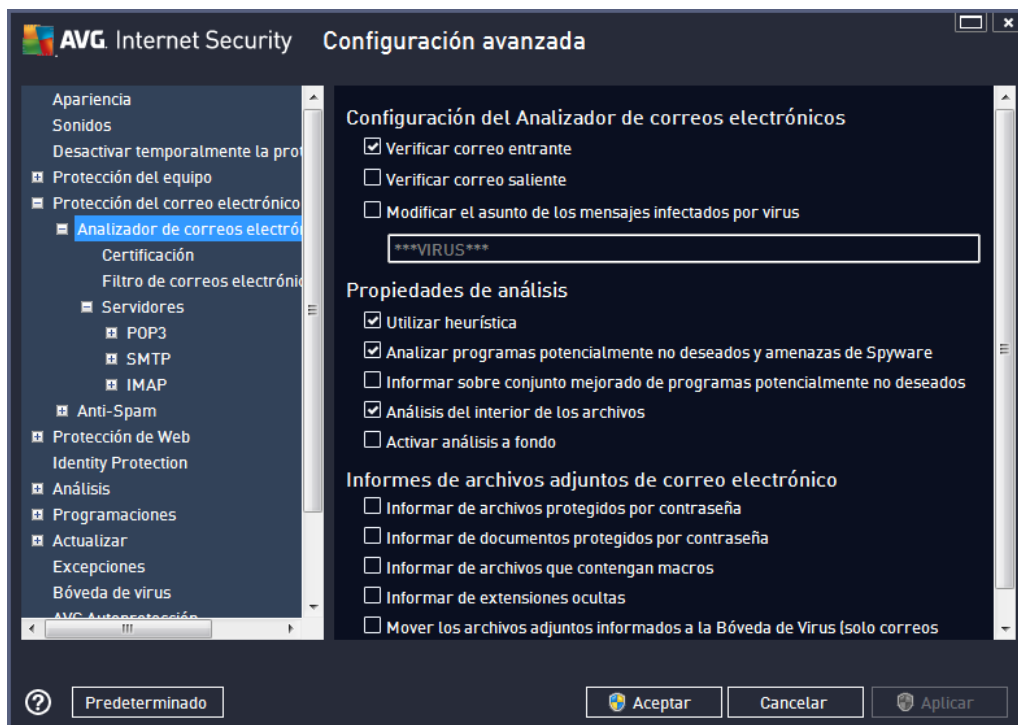 AVG. Internet Security
Configuración avanzada
Apariencia
Sonidos
Desactivar temporalmente la prot
Protección del equipo
Protección del correo electrónico
Analizador de correos electró
Certificación
Filtro de correos electrónic
Servidores
POP3
SMTP
IMAP
Anti-Spam
Protección de Web
Identity Protection
Análisis
Programaciones
Actualizar
Excepciones
Bóveda de virus
AVG Autoprotección
Configuración del Analizador de correos electrónicos
Verificar correo entrante
Verificar correo saliente
Modificar el asunto de los mensajes infectados por virus
***VIRUS***
Propiedades de análisis
Utilizar heurística
Analizar programas potencialmente no deseados y amenazas de Spyware
Informar sobre conjunto mejorado de programas potencialmente no deseados
Análisis del interior de los archivos
Activar análisis a fondo
Informes de archivos adjuntos de correo electrónico
Informar de archivos protegidos por contraseña
Informar de documentos protegidos por contraseña
Informar de archivos que contengan macros
Informar de extensiones ocultas
Mover los archivos adjuntos informados a la Bóveda de Virus (solo correos
Predeterminado
Aceptar
Cancelar
Aplicar